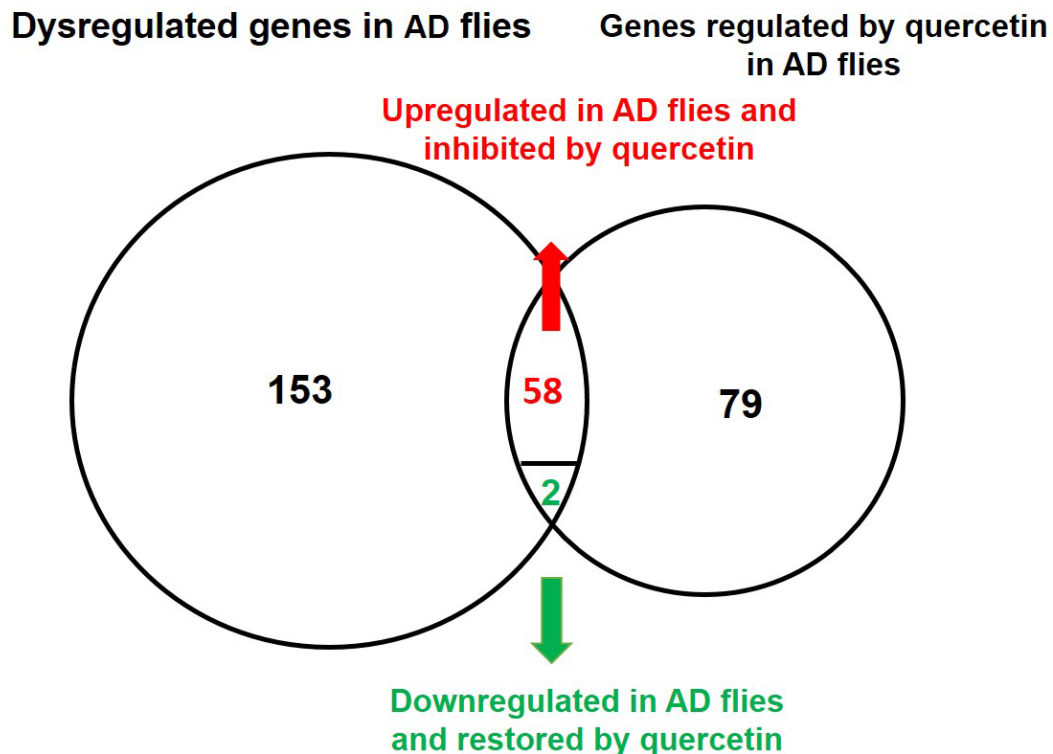 Dysregulated genes in AD flies
Genes regulated by quercetin
in AD flies
Upregulated in AD flies and
inhibited by quercetin
153
58
79
2
Downregulated in AD flies
and restored by quercetin